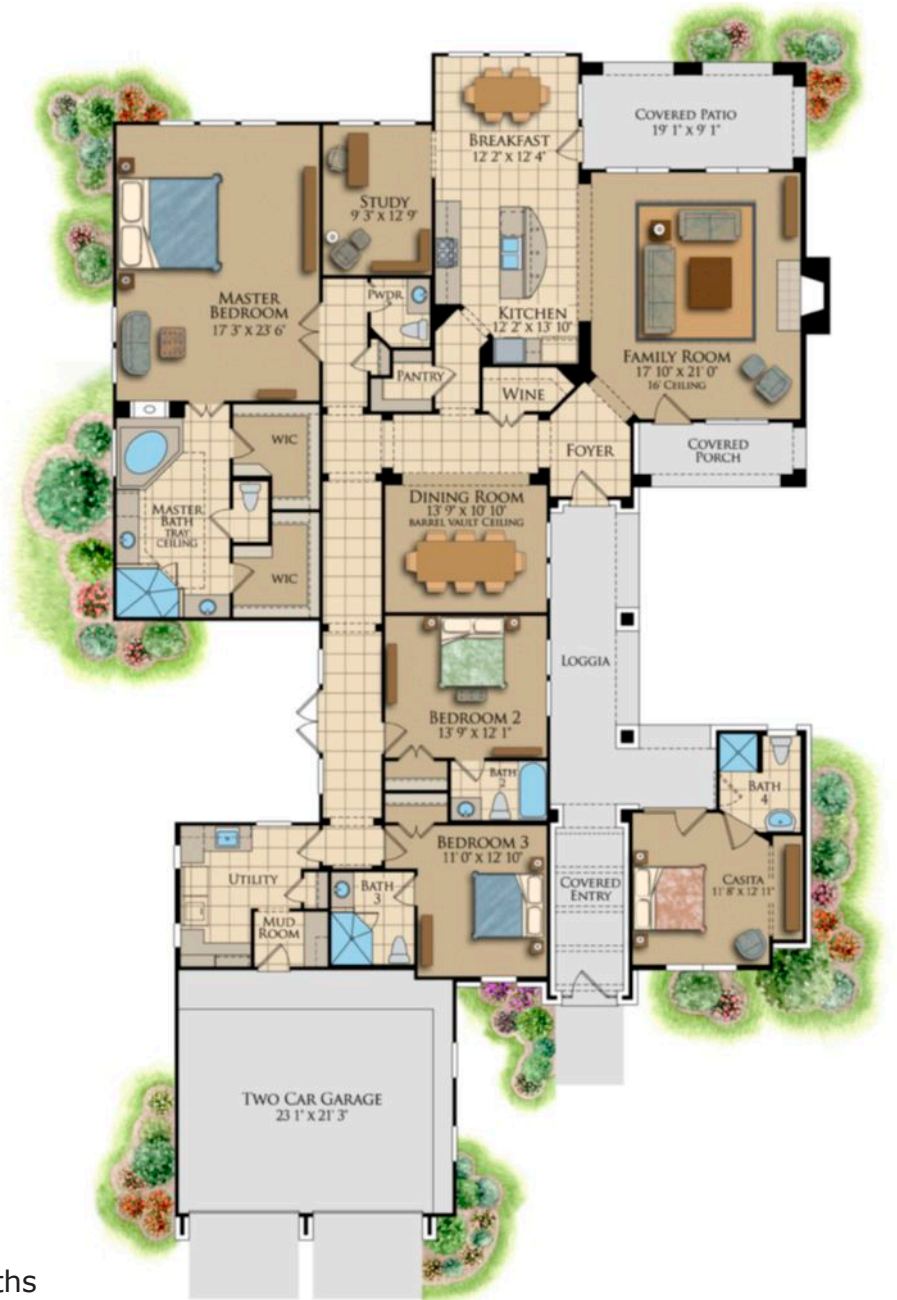 COVERED PATIO
19' 1" X 9' 1"
BREAKFAST
12' 2" X 12' 4"
STUDY
9' 3" X 12' 9"
MASTER
BEDROOM
17' 3" X 23' 6"
PWDR.
KITCHEN
12' 2" X 13' 10"
FAMILY ROOM
17' 10" X 21' 0"
16' CEILING
PANTRY
WINE
WIC
FOYER
COVERED
PORCH
DINING ROOM
13' 9" X 10' 10"
BARREL VAULT CEILING
MASTER
BATH
TRAY
CEILING
WIC
LOGGIA
BEDROOM 2
13' 9" X 12' 1"
BATH
2
BATH
4
BEDROOM 3
11' 0" X 12' 10"
UTILITY
BATH
3
COVERED
ENTRY
CASITA
11' 8" X 12' 11"
MUD
ROOM
TWO CAR GARAGE
23' 1" X 21' 3"
ths